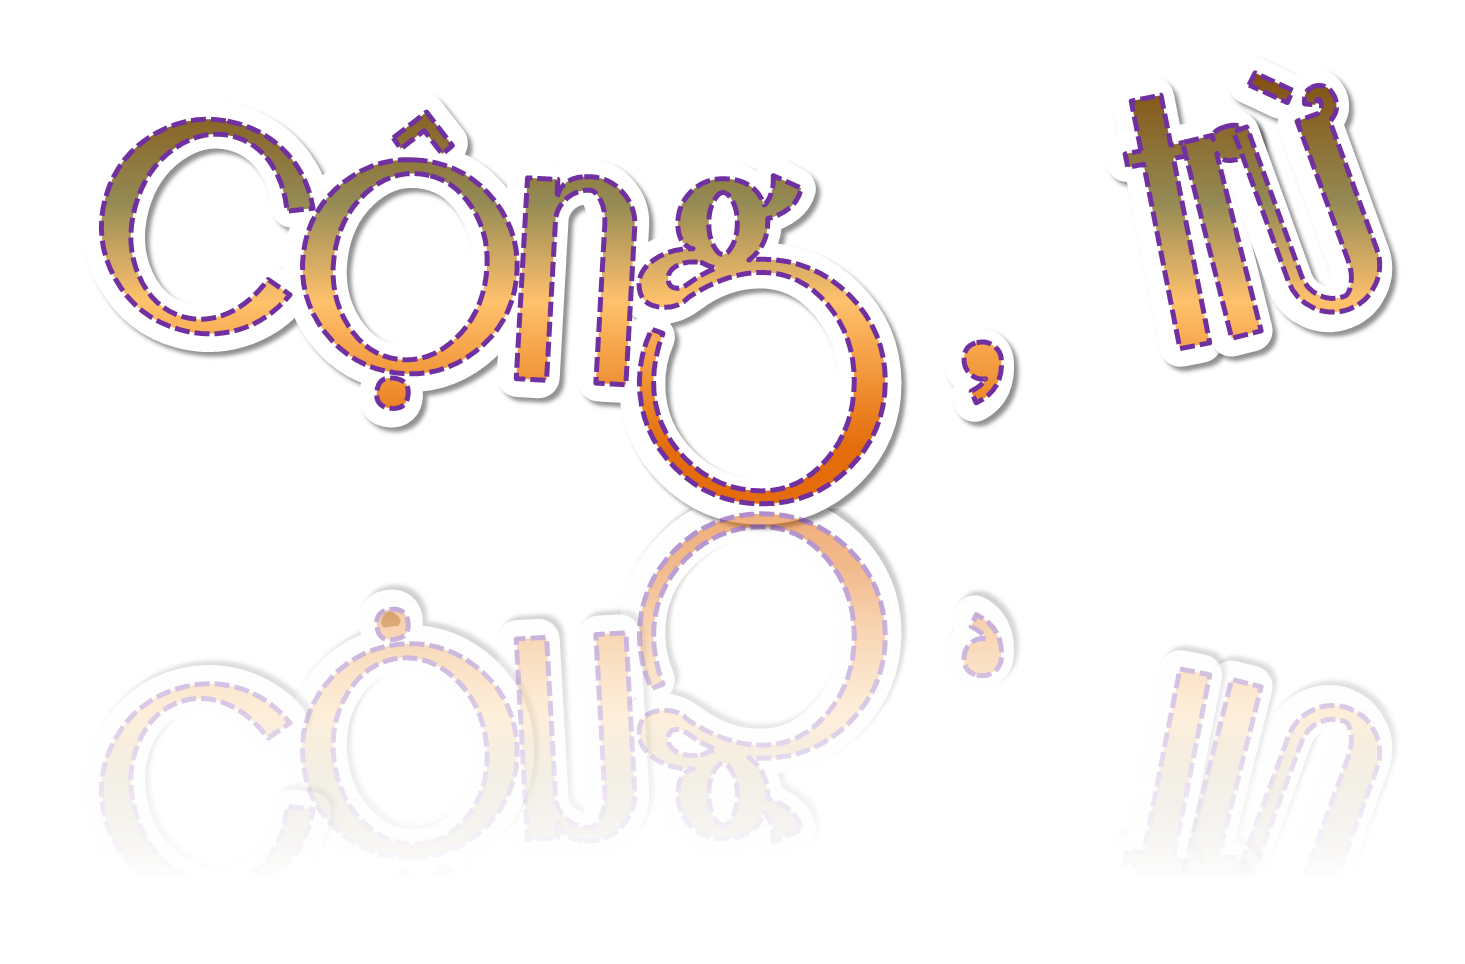 Cộng , trừ